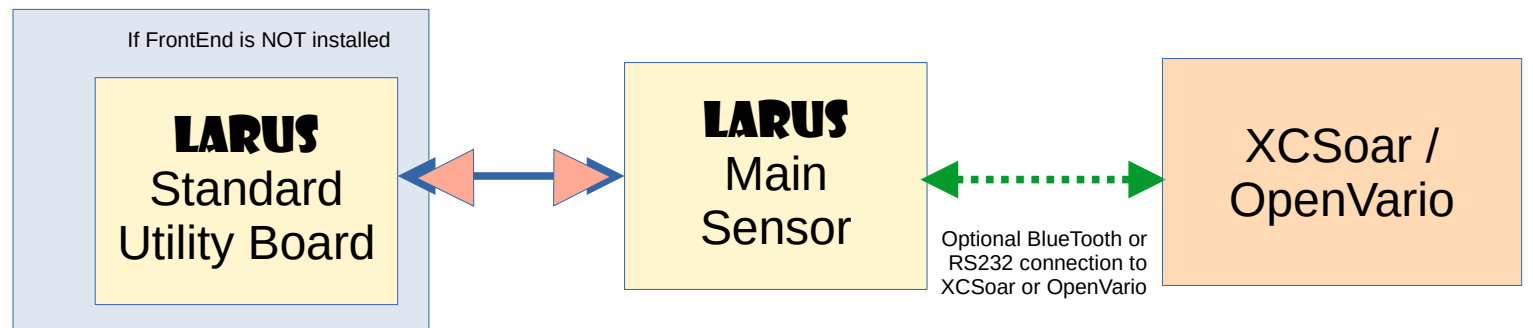 If FrontEnd is NOT installed
LARUS
Standard
Utility Board
LARUS
Main
Sensor
Optional BlueTooth or
RS232 connection to
XCSoar or OpenVario
XCSoar /
OpenVario